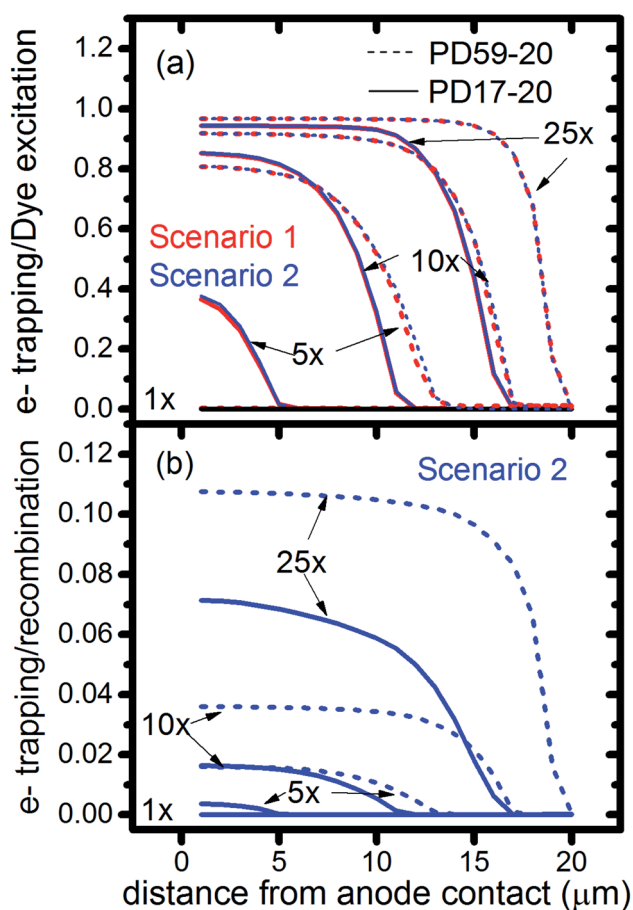 1.2
(a)
PD59-20
PD17-20
1.0
25x
0.8
0.6
Scenario 1
Scenario 2
10x
0.4
5x
0.2
1x
0.0
e- trapping/Dye excitation
0.12
(b)
Scenario 2
0.10
0.08
25x
0.06
0.04
10x
0.02
5x
1x
0.00
e- trapping/recombination
0 5 10 15 20
distance from anode contact (μm)